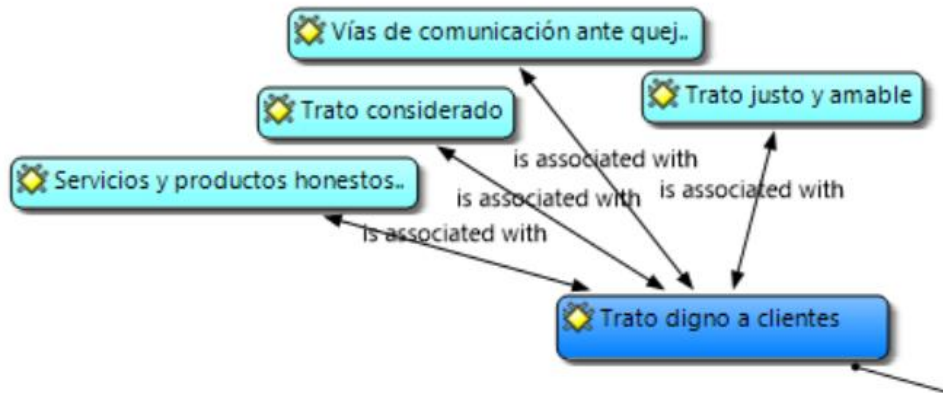 Vías de comunicación ante quej..
Trato considerado
Trato justo y amable
is associated with
Servicios y productos honestos..
is associated with
is associated with
is associated with
Trato digno a clientes